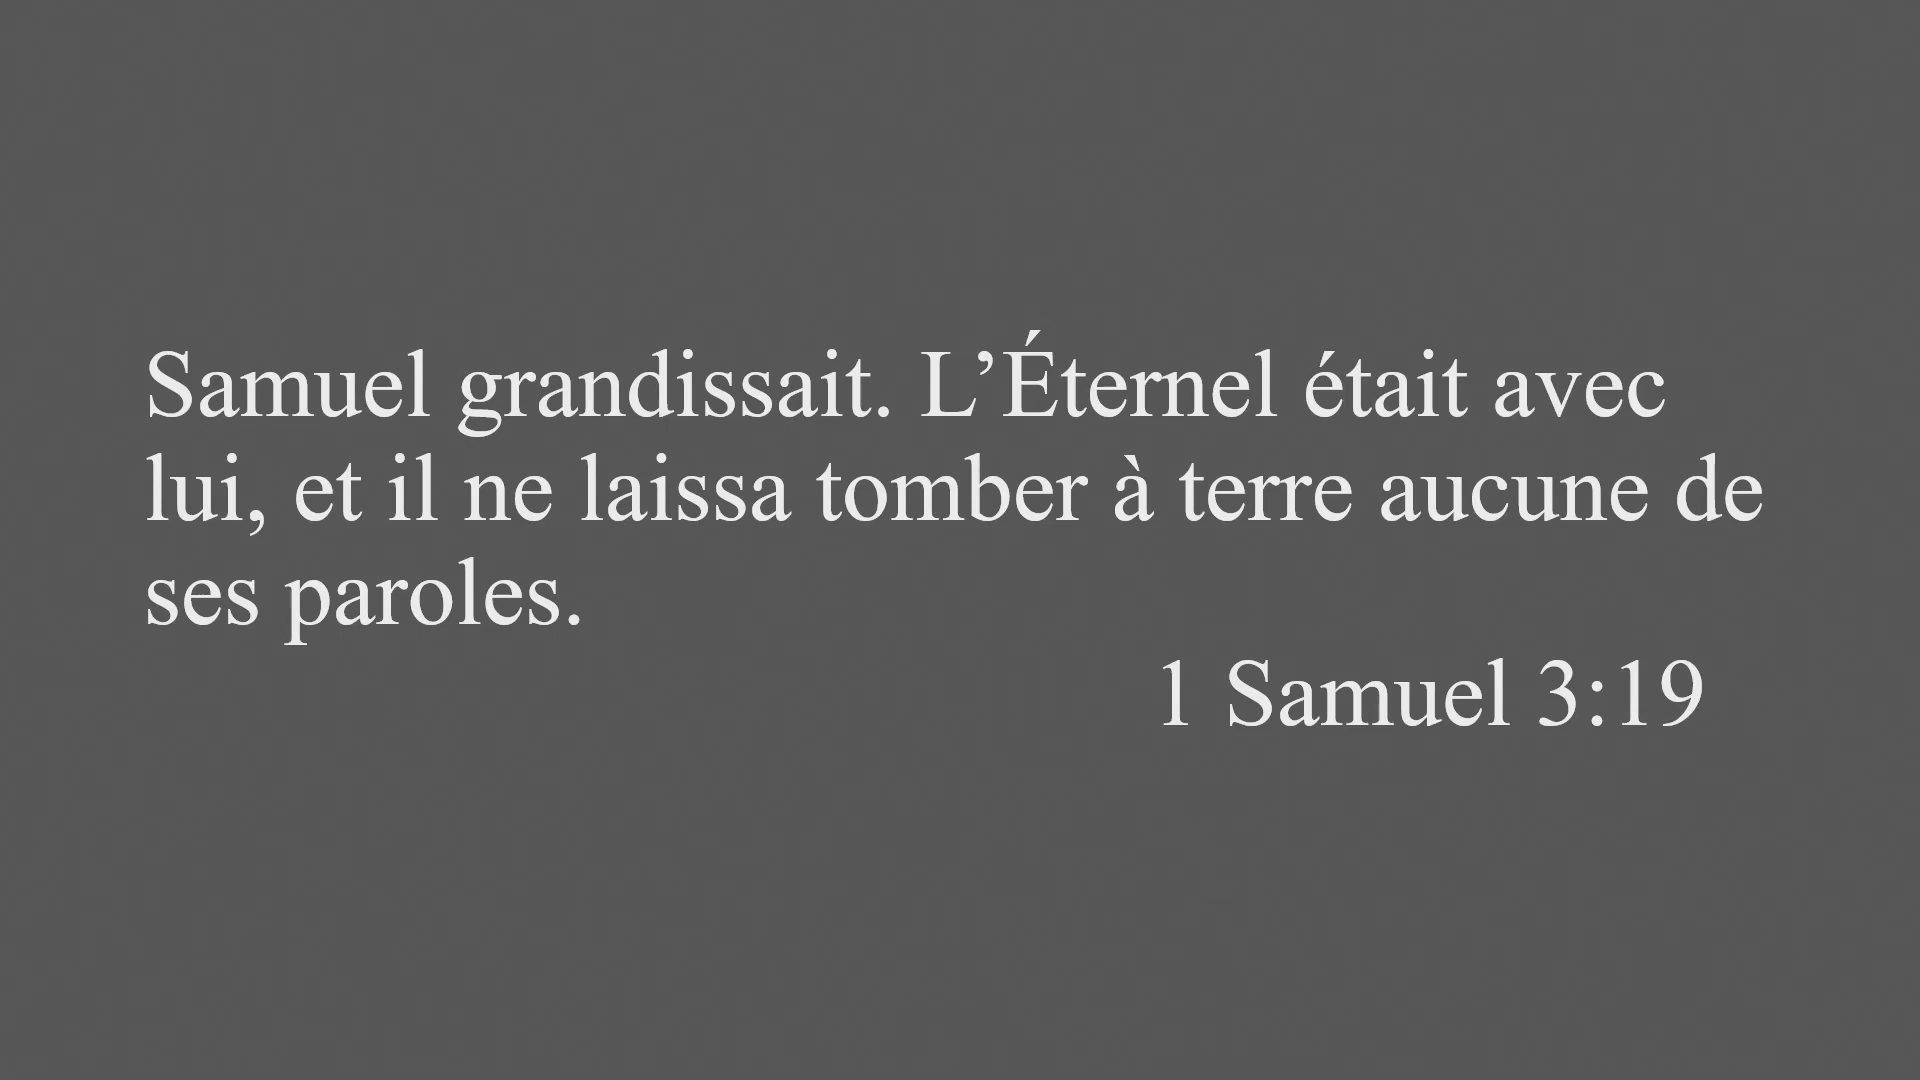 Samuel grandissait. L’Éternel était avec
lui, et il ne laissa tomber à terre aucune de
ses paroles.
1 Samuel 3:19